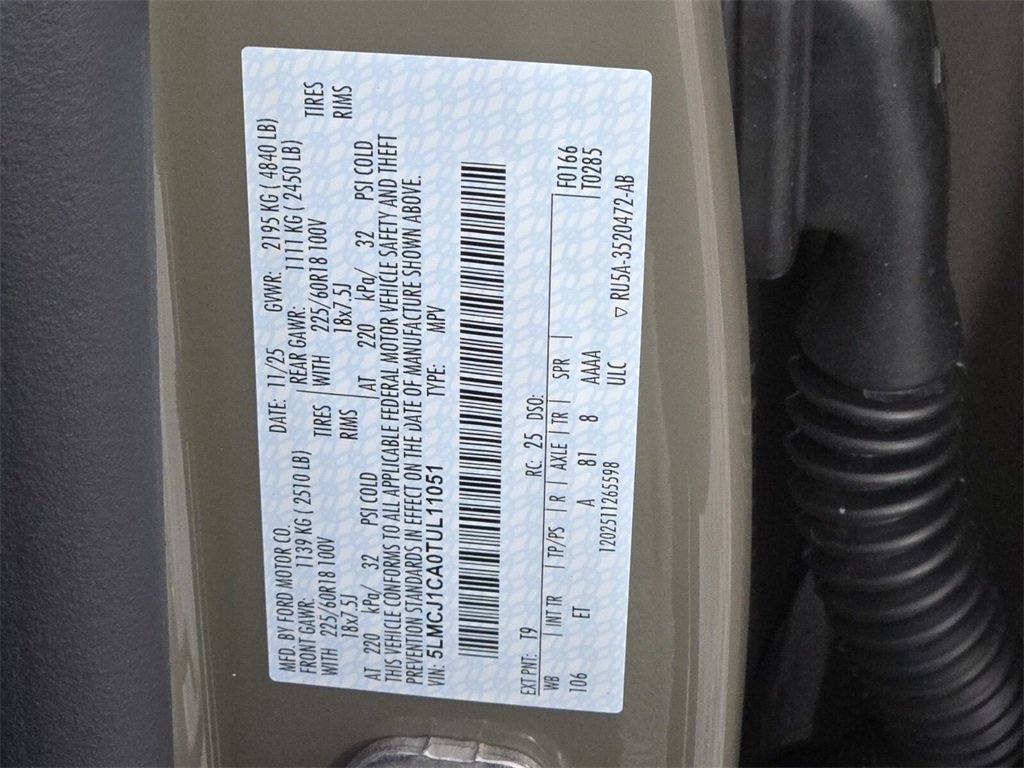 MFD. BY FORD MOTOR CO. DATE: 11/25 GVWR: 2195 KG ( 4840 LB)
FRONT GAWR: 1139 KG ( 2510 LB) REAR GAWR: 1111 KG ( 2450 LB)
WITH 225/60R18 100V TIRES WITH 225/60R18 100V TIRES
18x7.5J RIMS 18x7.5J RIMS
AT 220 kPa/ 32 PSI COLD AT 220 kPa/ 32 PSI COLD
THIS VEHICLE CONFORMS TO ALL APPLICABLE FEDERAL MOTOR VEHICLE SAFETY AND THEFT
PREVENTION STANDARDS IN EFFECT ON THE DATE OF MANUFACTURE SHOWN ABOVE.
VIN: 5LMCJ1CA0TUL11051 TYPE: MPV
EXT PNT: T9 RC: 25 DSO: F0166
WB | INT TR | TP/PS | R | AXLE | TR | SPR | T0285
106 ET A 81 8 AAAA
120251126598 ULC
▽ RU5A-3520472-AB